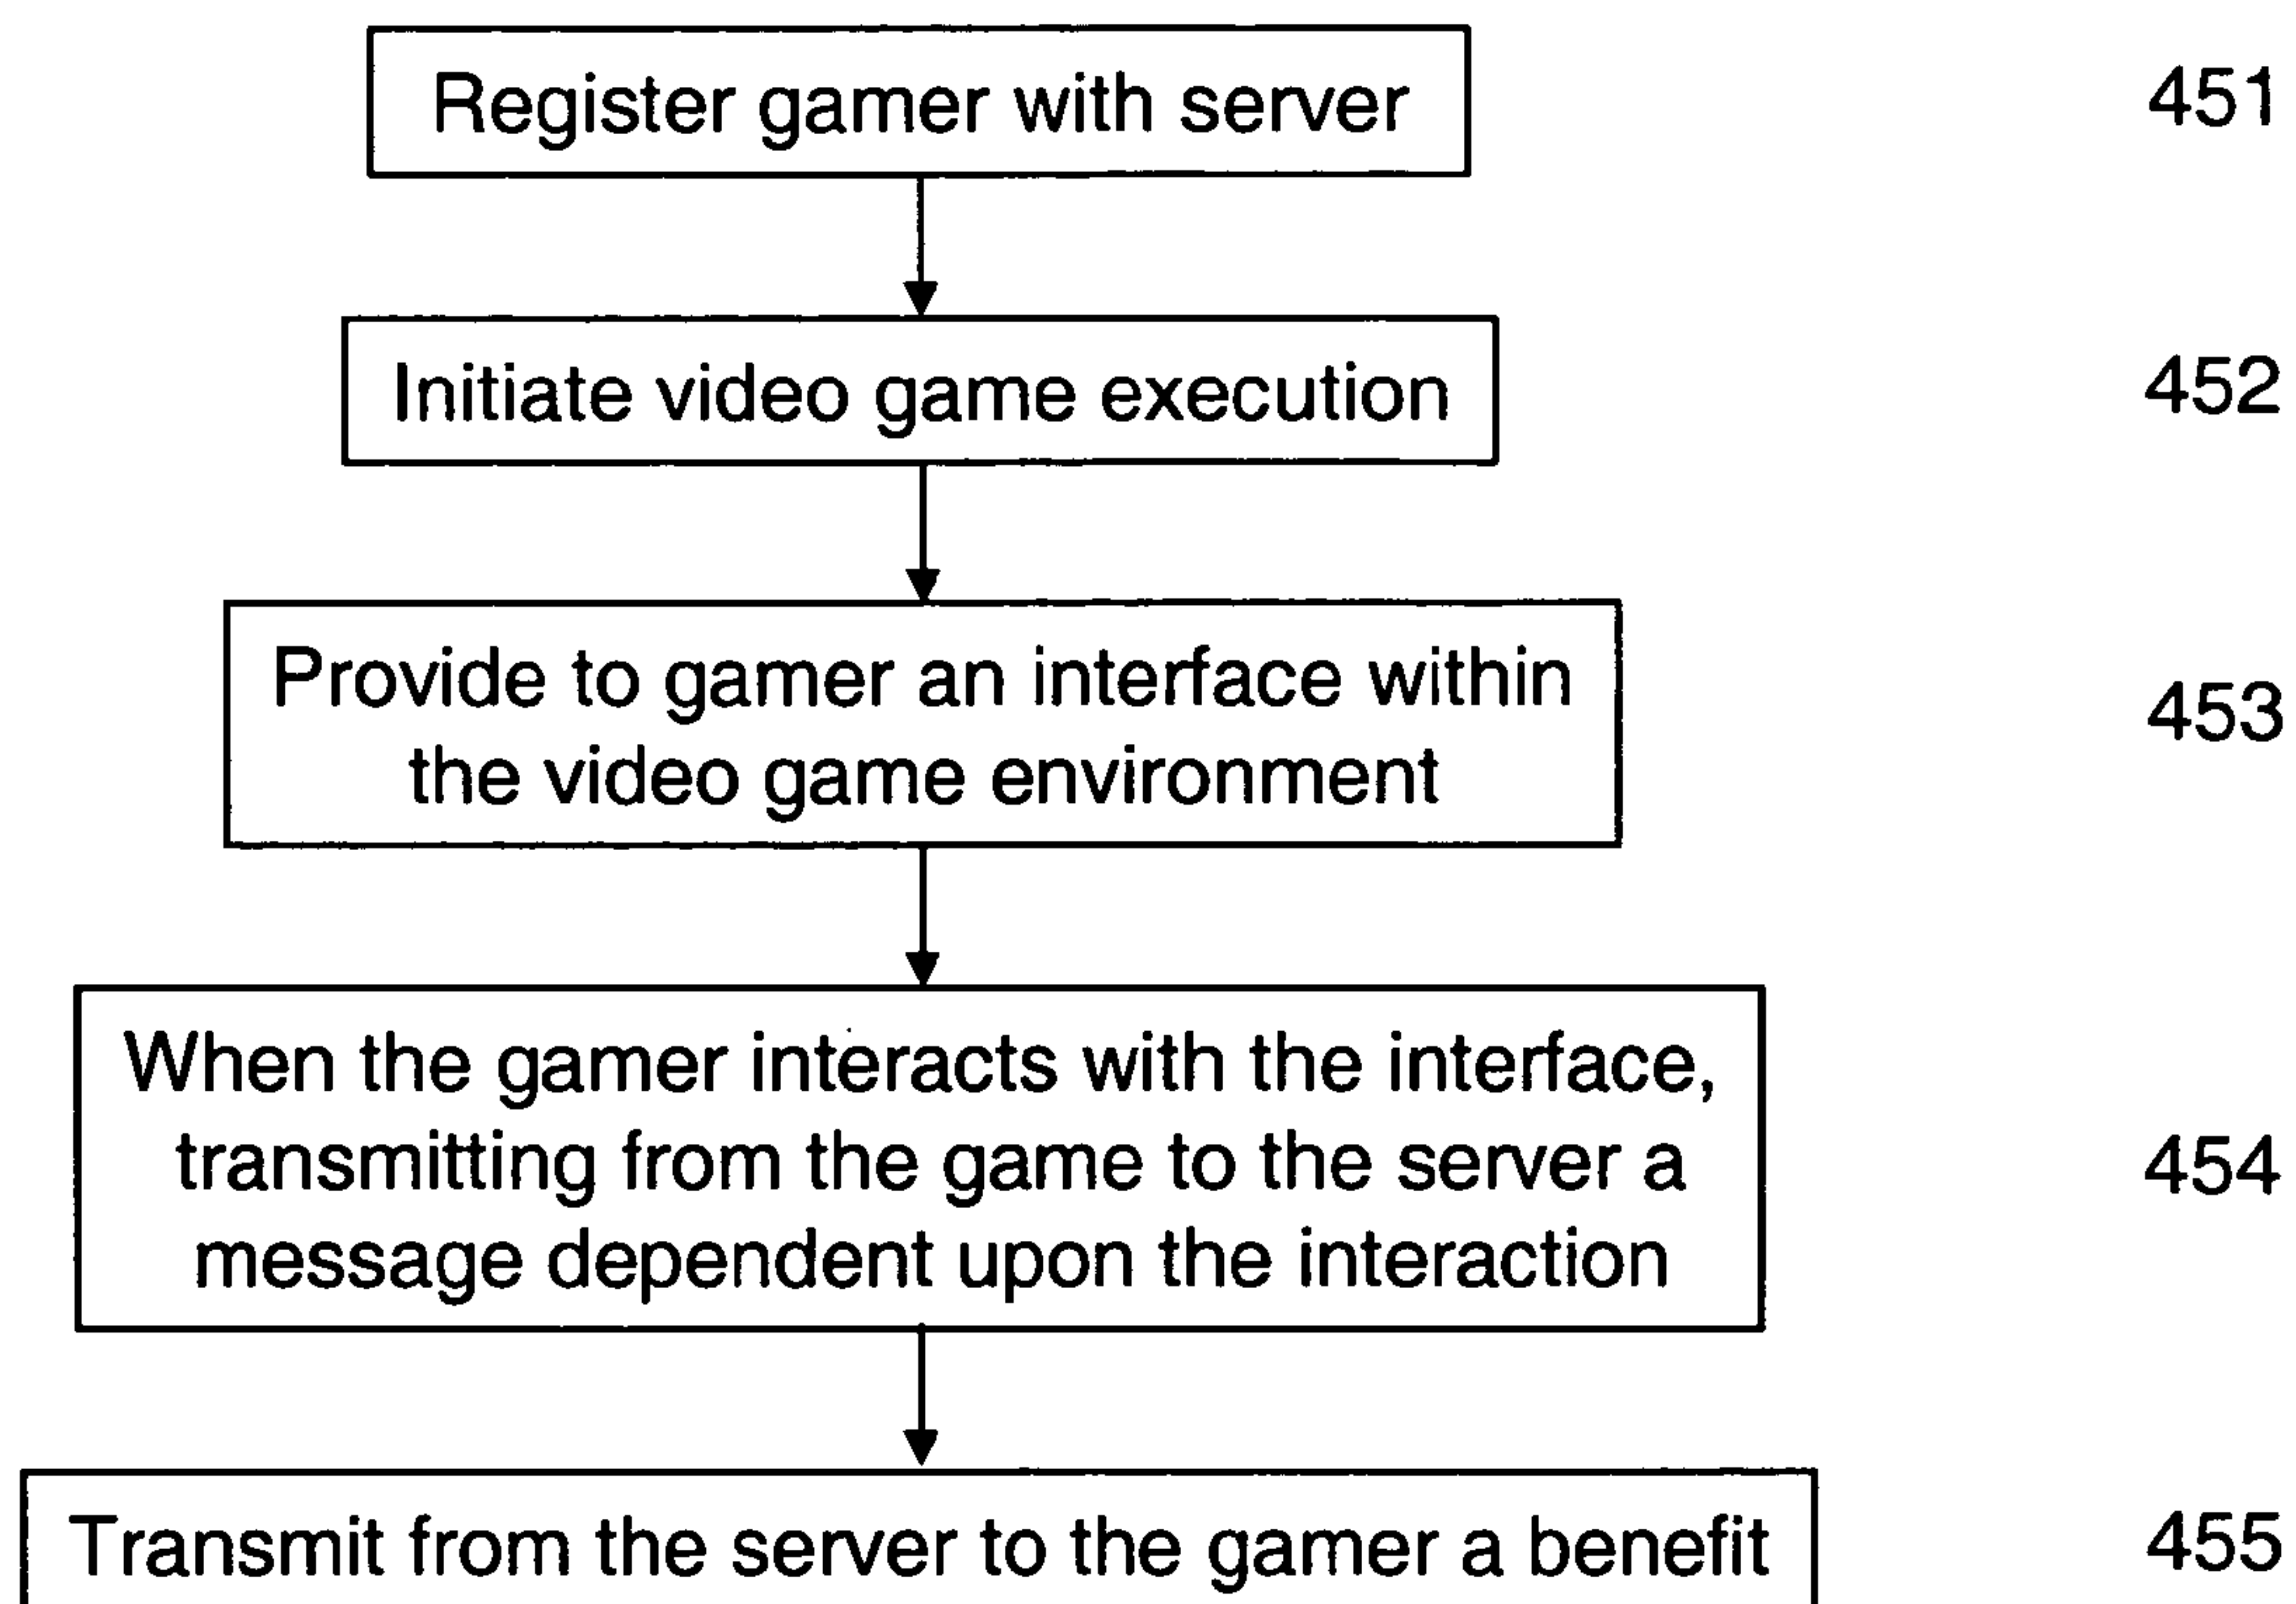 Register gamer with server
451
Initiate video game execution
452
Provide to gamer an interface within
the video game environment
453
When the gamer interacts with the interface,
transmitting from the game to the server a
message dependent upon the interaction
454
Transmit from the server to the gamer a benefit
455